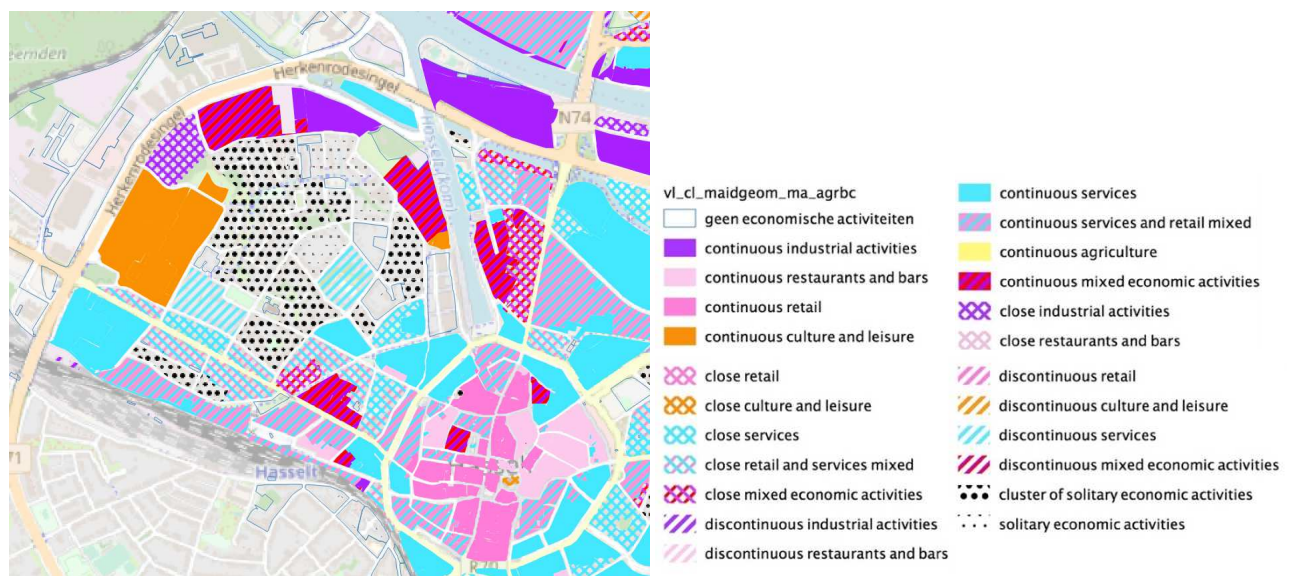 Herkenrodesingel
Herkenrodesingel
N74
Hasselt (km)
Hasselt
71
R70
vl_cl_maidgeom_ma_agrbc
geen economische activiteiten
continuous industrial activities
continuous restaurants and bars
continuous retail
continuous culture and leisure
close retail
close culture and leisure
close services
close retail and services mixed
close mixed economic activities
discontinuous industrial activities
discontinuous restaurants and bars
continuous services
continuous services and retail mixed
continuous agriculture
continuous mixed economic activities
close industrial activities
close restaurants and bars
discontinuous retail
discontinuous culture and leisure
discontinuous services
discontinuous mixed economic activities
cluster of solitary economic activities
solitary economic activities